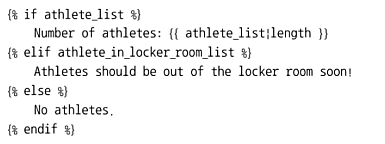 {% if athlete_list %}
Number of athletes: {{ athlete_list|length }}
{% elif athlete_in_locker_room_list %}
Athletes should be out of the locker room soon!
{% else %}
No athletes.
{% endif %}